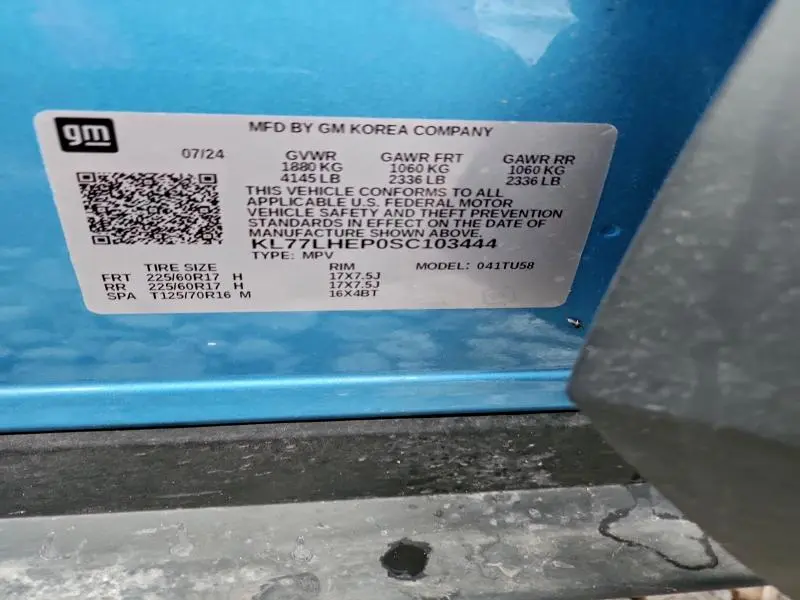 gm
MFD BY GM KOREA COMPANY
07/24 GVWR GAWR FRT GAWR RR
1880 KG 1060 KG 1060 KG
4145 LB 2336 LB 2336 LB
THIS VEHICLE CONFORMS TO ALL
APPLICABLE U.S. FEDERAL MOTOR
VEHICLE SAFETY AND THEFT PREVENTION
STANDARDS IN EFFECT ON THE DATE OF
MANUFACTURE SHOWN ABOVE.
KL77LHEP0SC103444
TYPE: MPV MODEL: 041TU58
TIRE SIZE RIM
FRT 225/60R17 H 17X7.5J
RR 225/60R17 H 17X7.5J
SPA T125/70R16 M 16X4BT